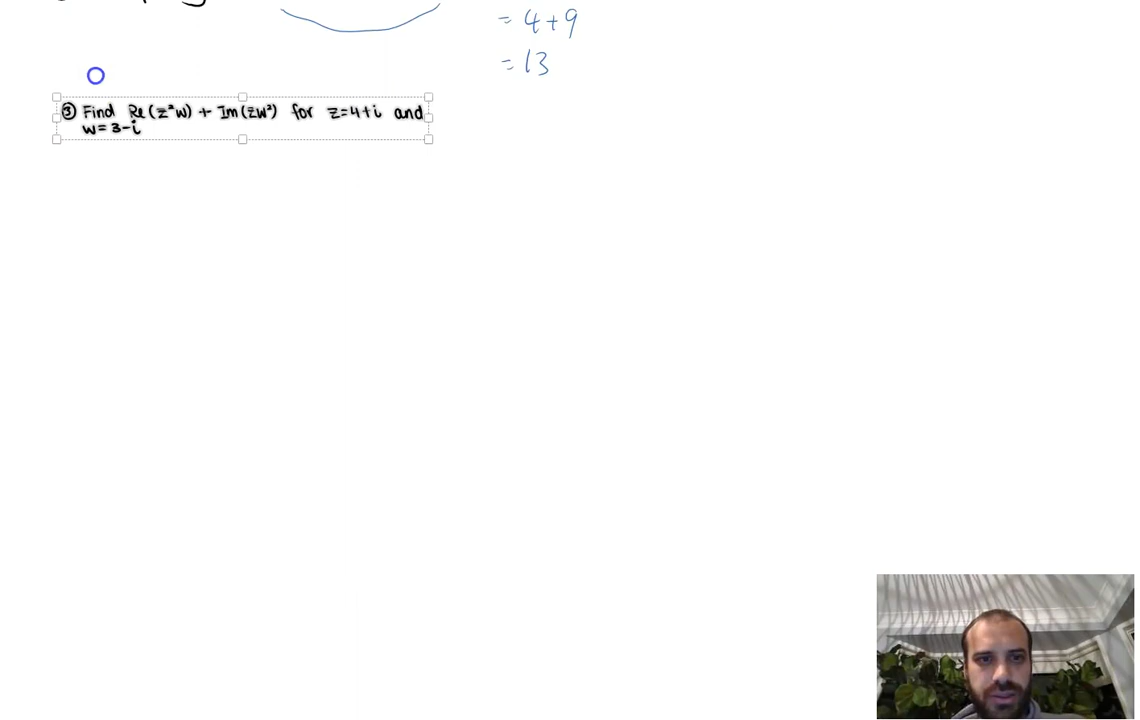 = 4+9
= 13
③ Find Re(z²w) + Im(zw²) for z=4+i and
w=3-i